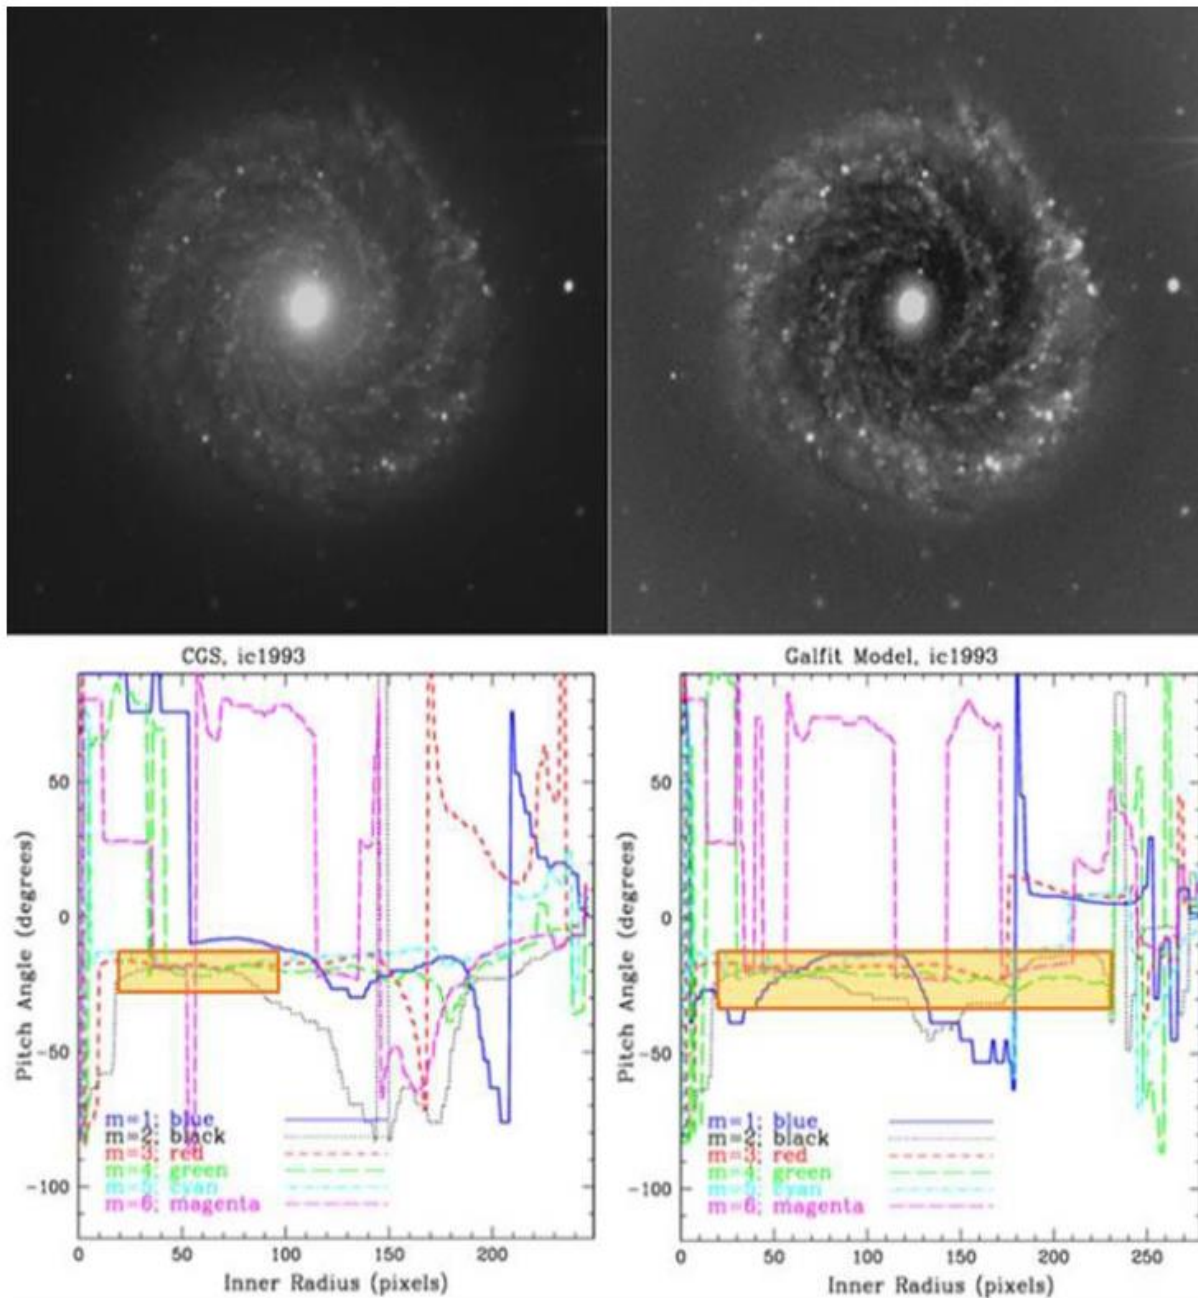 CGS, ic1993
Galfit Model, ic1993
Pitch Angle (degrees)
50
0
-50
-100
m=1; blue
m=2; black
m=3; red
m=4; green
m=5; cyan
m=6; magenta
0 50 100 150 200
Inner Radius (pixels)
Pitch Angle (degrees)
50
0
-50
-100
m=1; blue
m=2; black
m=3; red
m=4; green
m=5; cyan
m=6; magenta
0 50 100 150 200 250
Inner Radius (pixels)